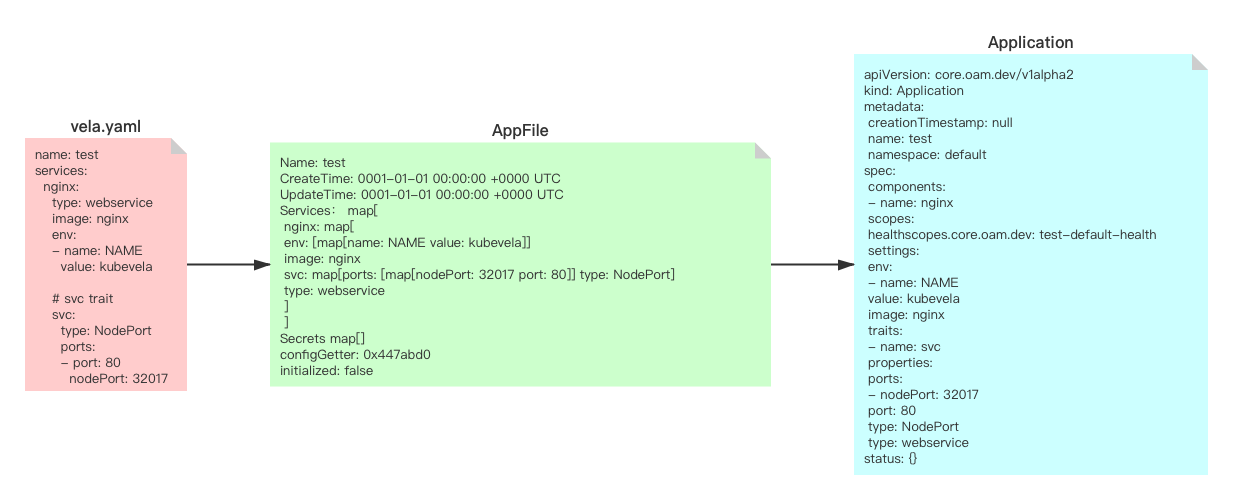 vela.yaml
name: test
services:
nginx:
type: webservice
image: nginx
env:
- name: NAME
value: kubevela
# svc trait
svc:
type: NodePort
ports:
- port: 80
nodePort: 32017
AppFile
Name: test
CreateTime: 0001-01-01 00:00:00 +0000 UTC
UpdateTime: 0001-01-01 00:00:00 +0000 UTC
Services： map[
nginx: map[
env: [map[name: NAME value: kubevela]]
image: nginx
svc: map[ports: [map[nodePort: 32017 port: 80]] type: NodePort]
type: webservice
]
]
Secrets map[]
configGetter: 0x447abd0
initialized: false
Application
apiVersion: core.oam.dev/v1alpha2
kind: Application
metadata:
creationTimestamp: null
name: test
namespace: default
spec:
components:
- name: nginx
scopes:
healthscopes.core.oam.dev: test-default-health
settings:
env:
- name: NAME
value: kubevela
image: nginx
traits:
- name: svc
properties:
ports:
- nodePort: 32017
port: 80
type: NodePort
type: webservice
status: {}